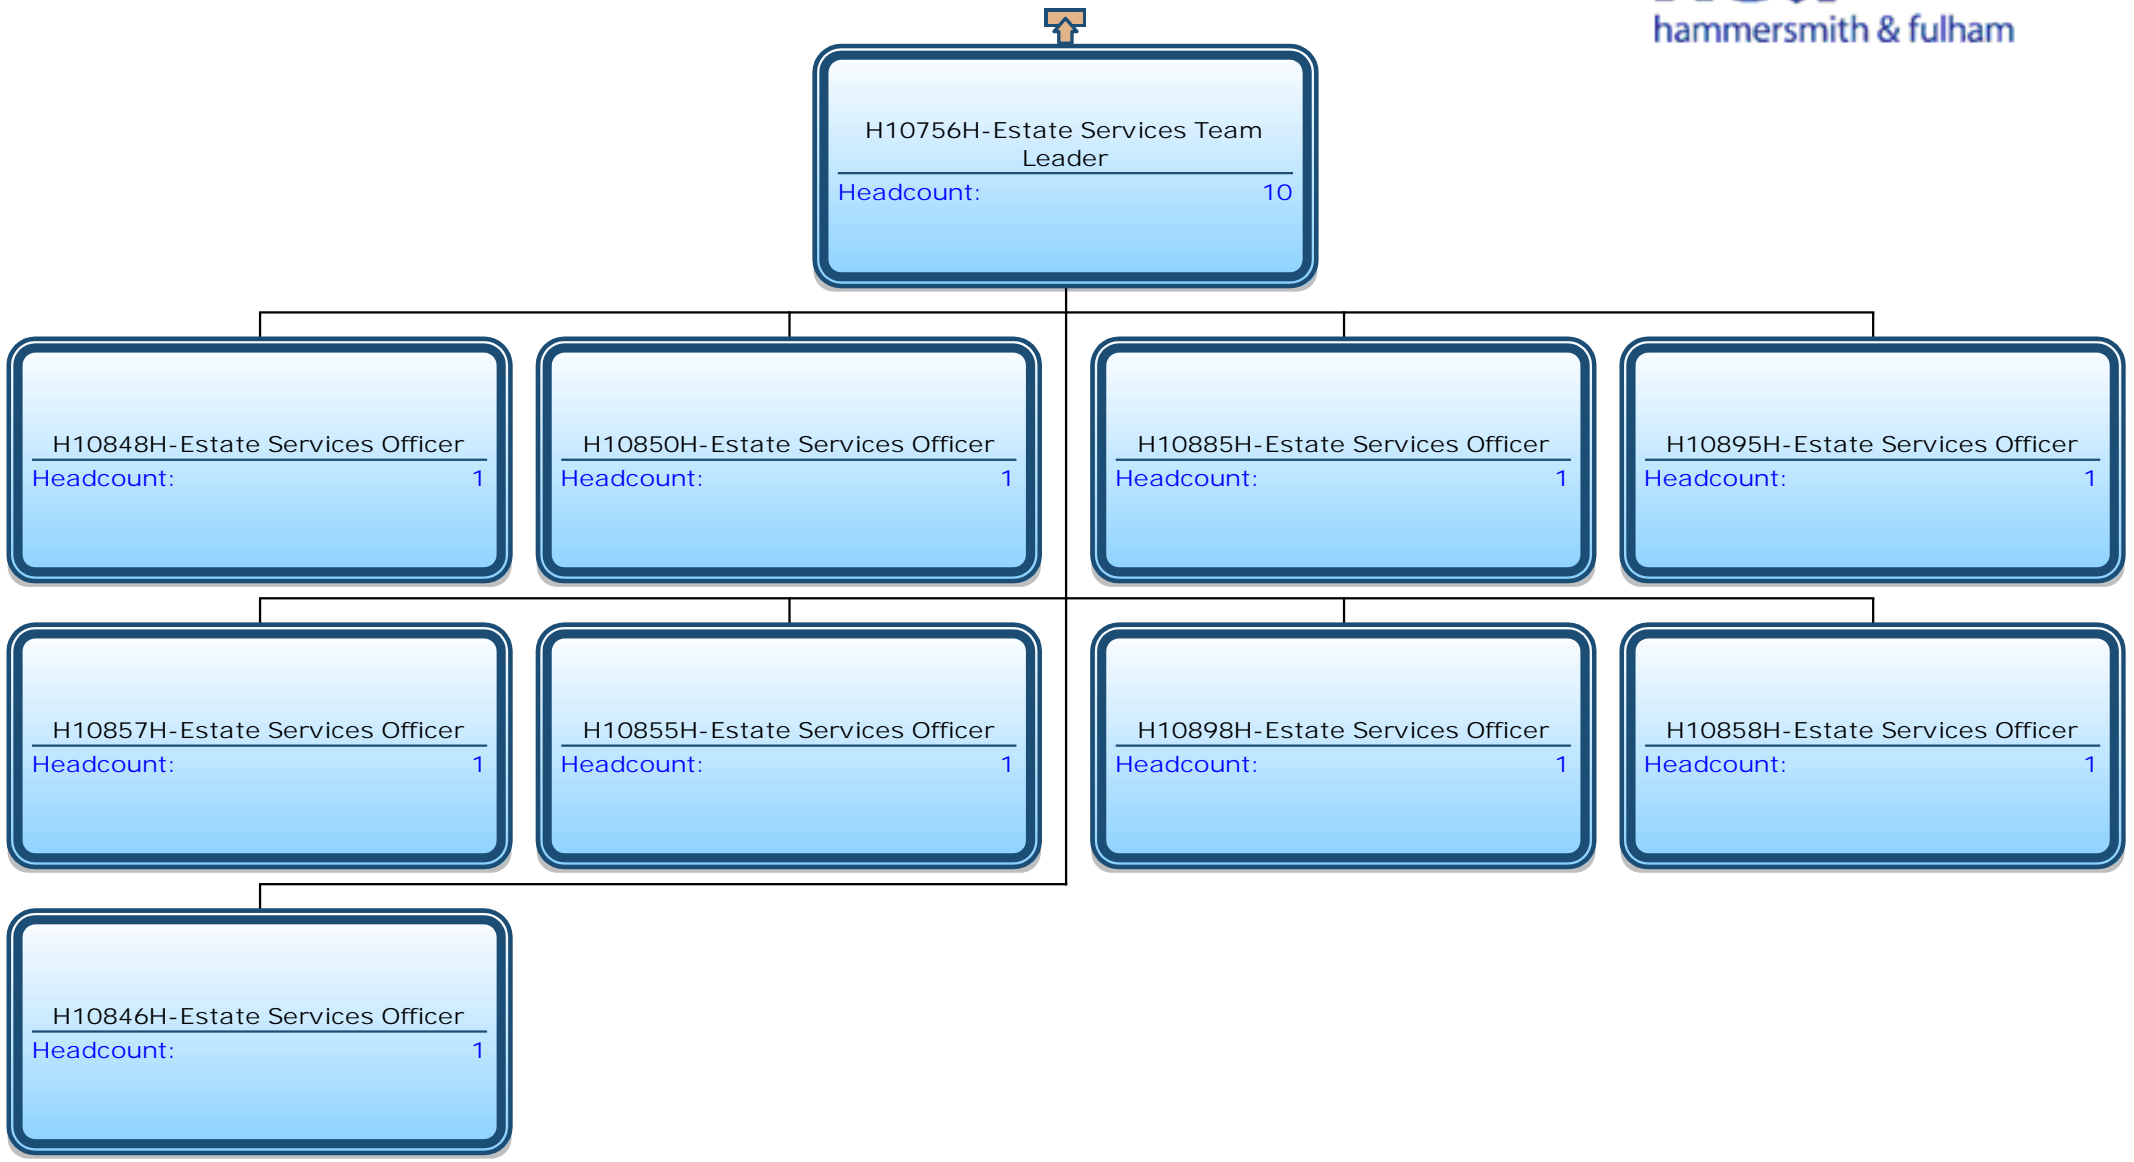 hammersmith & fulham
H10756H-Estate Services Team
Leader
Headcount: 10
H10848H-Estate Services Officer
Headcount: 1
H10850H-Estate Services Officer
Headcount: 1
H10885H-Estate Services Officer
Headcount: 1
H10895H-Estate Services Officer
Headcount: 1
H10857H-Estate Services Officer
Headcount: 1
H10855H-Estate Services Officer
Headcount: 1
H10898H-Estate Services Officer
Headcount: 1
H10858H-Estate Services Officer
Headcount: 1
H10846H-Estate Services Officer
Headcount: 1